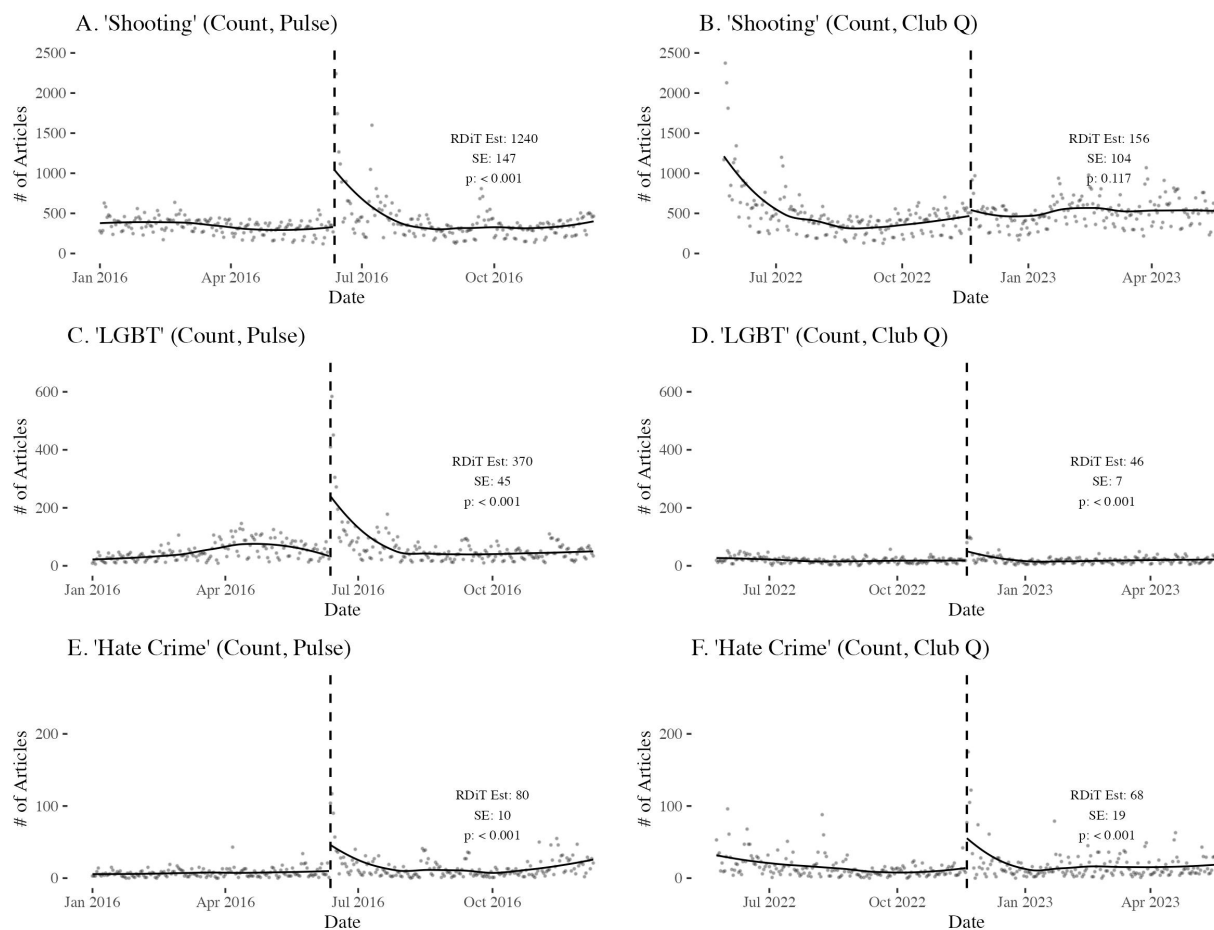 A. 'Shooting' (Count, Pulse)
# of Articles
2500
2000
1500
1000
500
0
RDiT Est: 1240
SE: 147
p: < 0.001
Jan 2016 Apr 2016 Jul 2016 Oct 2016
Date
B. 'Shooting' (Count, Club Q)
# of Articles
2500
2000
1500
1000
500
0
RDiT Est: 156
SE: 104
p: 0.117
Jul 2022 Oct 2022 Jan 2023 Apr 2023
Date
C. 'LGBT' (Count, Pulse)
# of Articles
600
400
200
0
RDiT Est: 370
SE: 45
p: < 0.001
Jan 2016 Apr 2016 Jul 2016 Oct 2016
Date
D. 'LGBT' (Count, Club Q)
# of Articles
600
400
200
0
RDiT Est: 46
SE: 7
p: < 0.001
Jul 2022 Oct 2022 Jan 2023 Apr 2023
Date
E. 'Hate Crime' (Count, Pulse)
# of Articles
200
100
0
RDiT Est: 80
SE: 10
p: < 0.001
Jan 2016 Apr 2016 Jul 2016 Oct 2016
Date
F. 'Hate Crime' (Count, Club Q)
# of Articles
200
100
0
RDiT Est: 68
SE: 19
p: < 0.001
Jul 2022 Oct 2022 Jan 2023 Apr 2023
Date